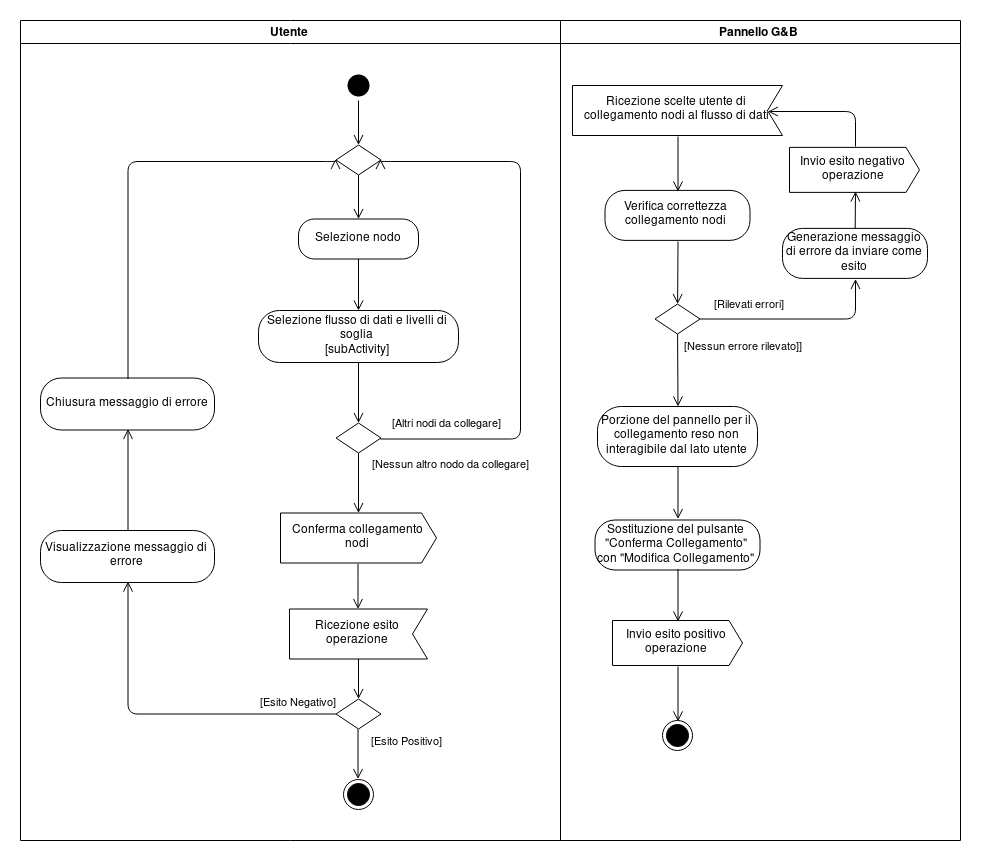 Utente
Selezione nodo
Selezione flusso di dati e livelli di
soglia
[subActivity]
[Altri nodi da collegare]
[Nessun altro nodo da collegare]
Chiusura messaggio di errore
Conferma collegamento
nodi
Visualizzazione messaggio di
errore
Ricezione esito
operazione
[Esito Negativo]
[Esito Positivo]
Pannello G&B
Ricezione scelte utente di
collegamento nodi al flusso di dati
Invio esito negativo
operazione
Verifica correttezza
collegamento nodi
Generazione messaggio
di errore da inviare come
esito
[Rilevati errori]
[Nessun errore rilevato]]
Porzione del pannello per il
collegamento reso non
interagibile dal lato utente
Sostituzione del pulsante
"Conferma Collegamento"
con "Modifica Collegamento"
Invio esito positivo
operazione